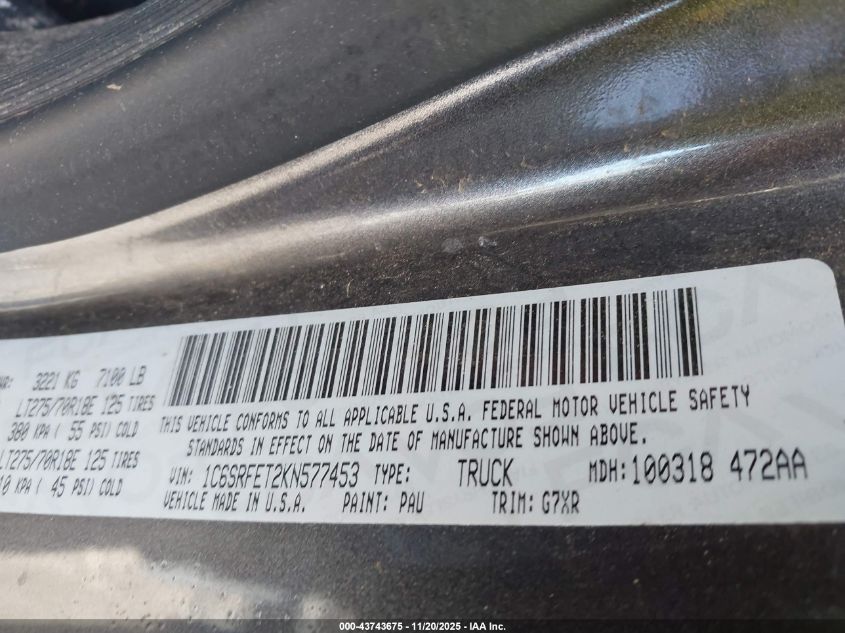 3221 KG 7100 LB
LT275/70R18E 125 TIRES
380 KPA ( 55 PSI) COLD
LT275/70R18E 125 TIRES
10 KPA ( 45 PSI) COLD
THIS VEHICLE CONFORMS TO ALL APPLICABLE U.S.A. FEDERAL MOTOR VEHICLE SAFETY
STANDARDS IN EFFECT ON THE DATE OF MANUFACTURE SHOWN ABOVE.
VIN: 1C6SRFET2KN577453 TYPE: TRUCK MDH:100318 472AA
VEHICLE MADE IN U.S.A. PAINT: PAU TRIM: G7XR
000-43743675 - 11/20/2025 - IAA Inc.